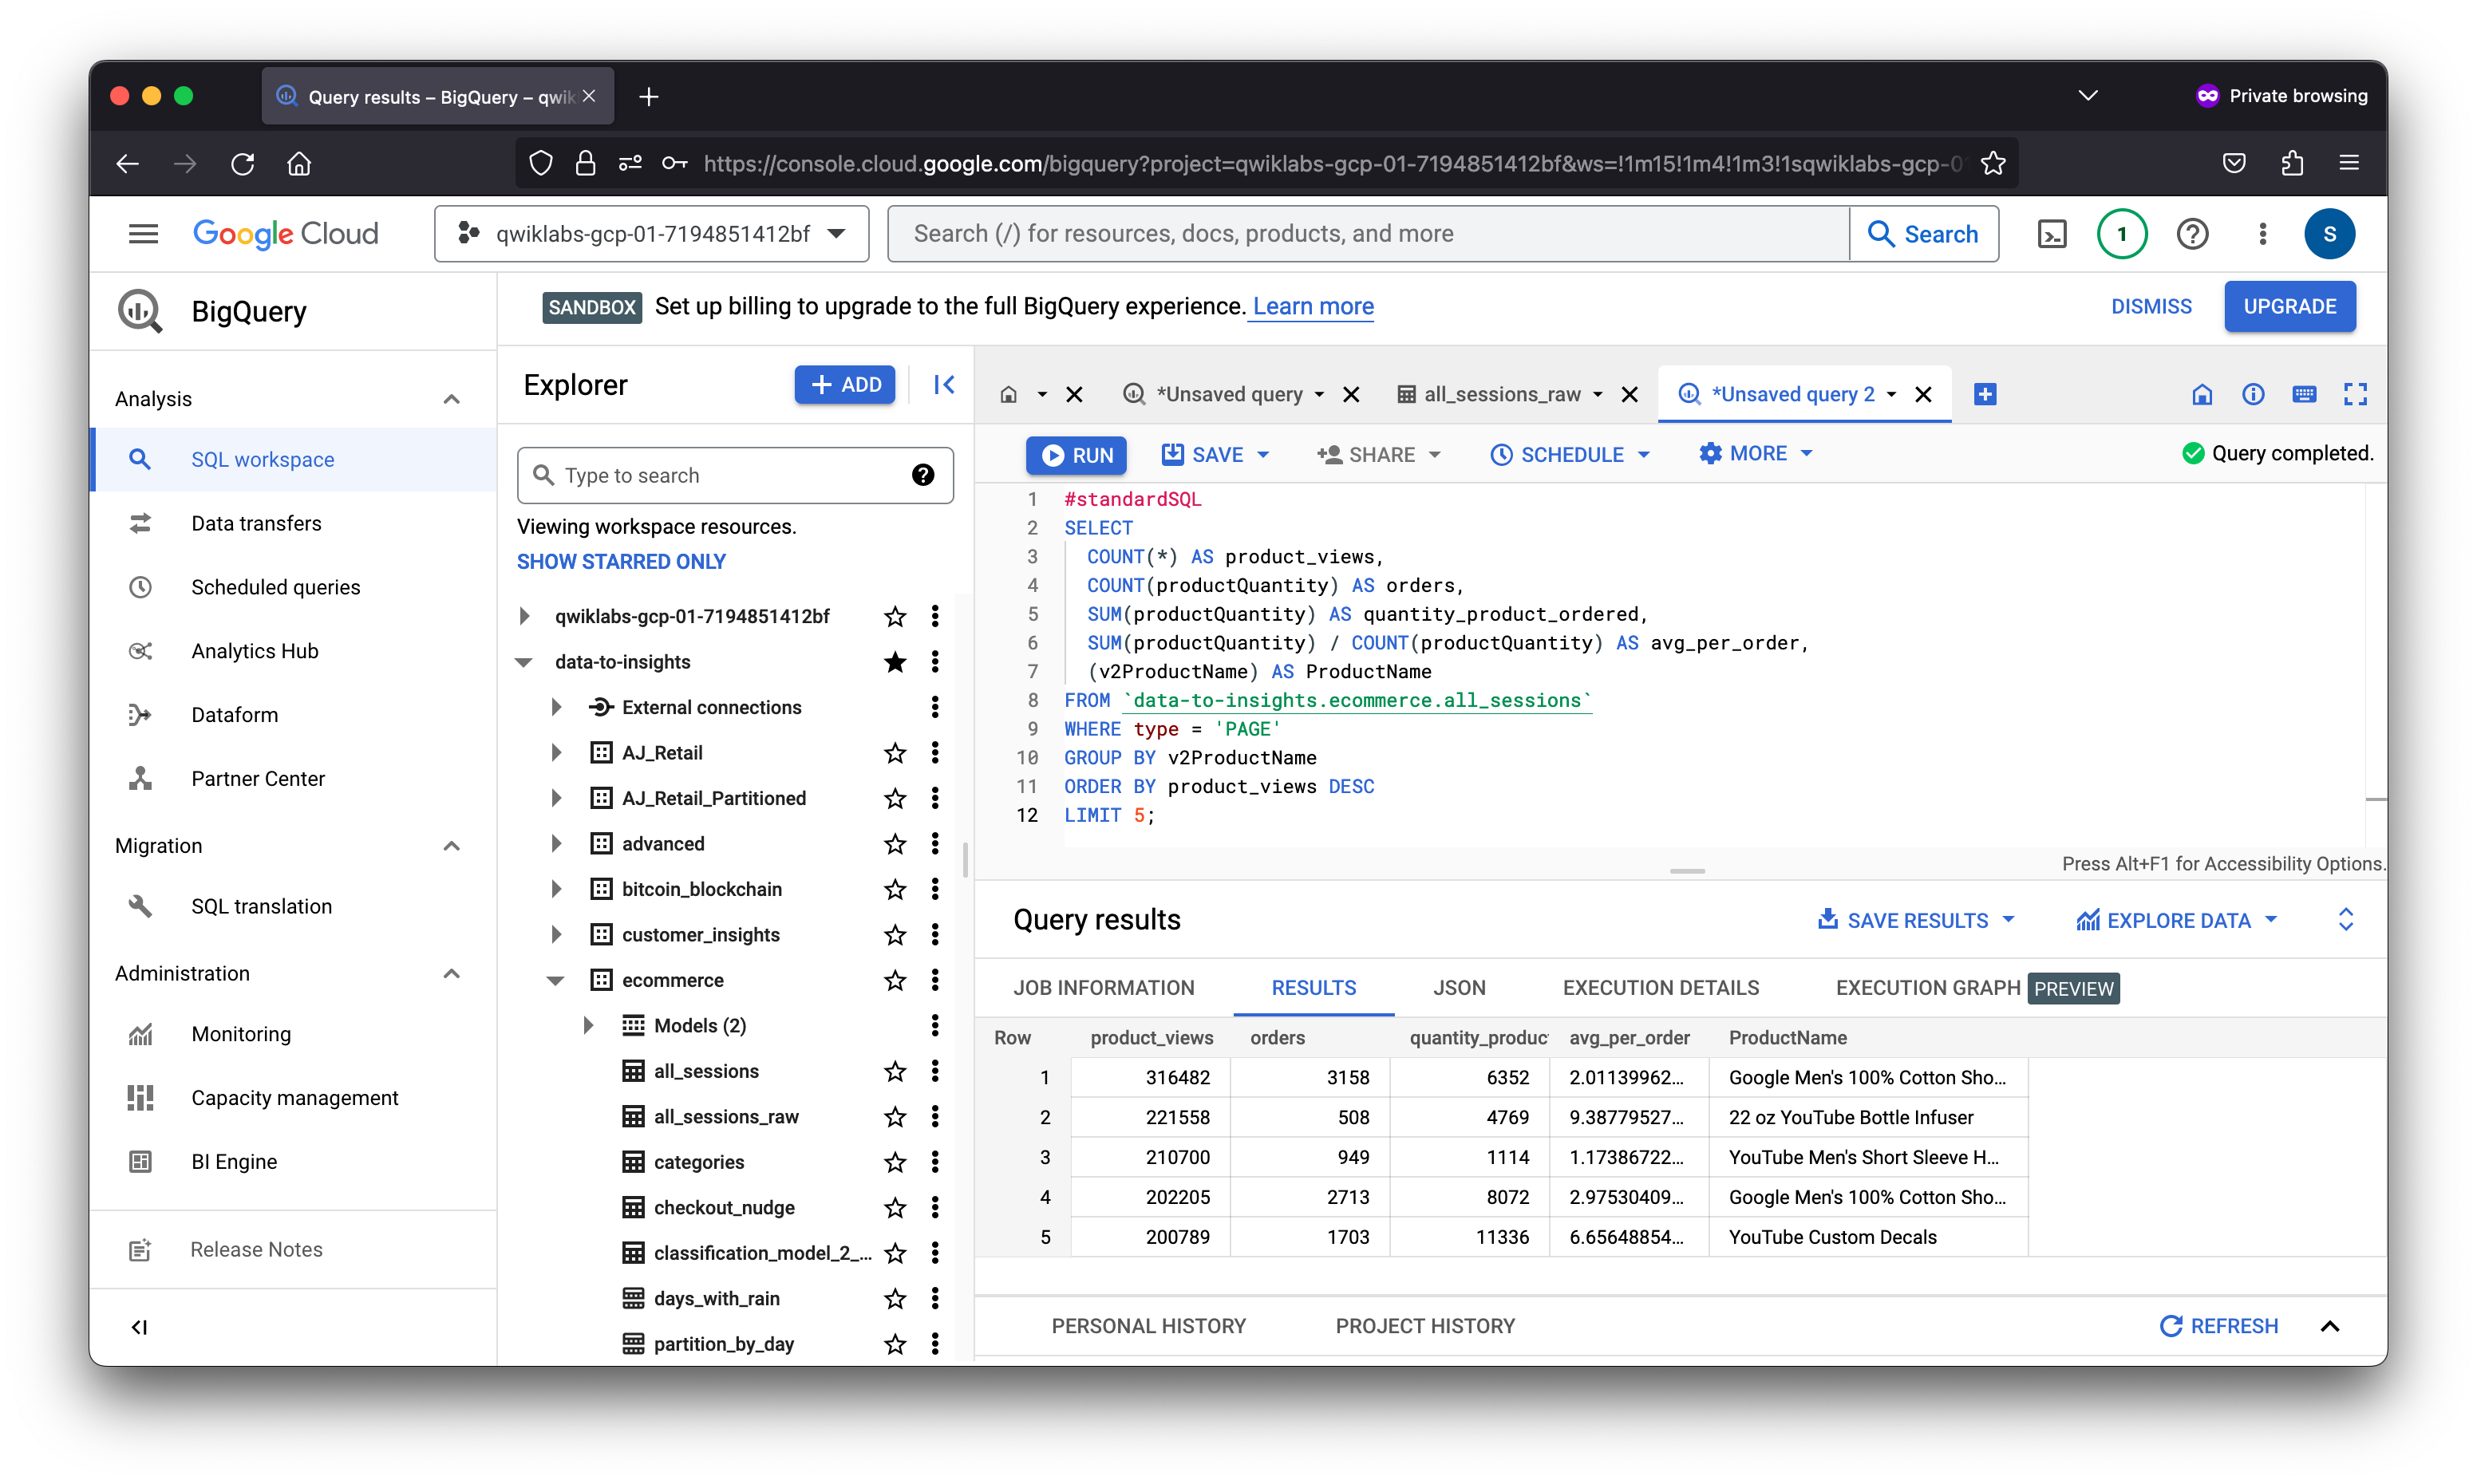 Query results – BigQuery – qwik
Private browsing
https://console.cloud.google.com/bigquery?project=qwiklabs-gcp-01-7194851412bf&ws=!1m15!1m4!1m3!1sqwiklabs-gcp-0
Google Cloud
qwiklabs-gcp-01-7194851412bf
Search (/) for resources, docs, products, and more
Search
1
S
BigQuery
SANDBOX Set up billing to upgrade to the full BigQuery experience. Learn more
DISMISS
UPGRADE
Analysis
SQL workspace
Data transfers
Scheduled queries
Analytics Hub
Dataform
Partner Center
Migration
SQL translation
Administration
Monitoring
Capacity management
BI Engine
Release Notes
Explorer
ADD
Type to search
Viewing workspace resources.
SHOW STARRED ONLY
qwiklabs-gcp-01-7194851412bf
data-to-insights
External connections
AJ_Retail
AJ_Retail_Partitioned
advanced
bitcoin_blockchain
customer_insights
ecommerce
Models (2)
all_sessions
all_sessions_raw
categories
checkout_nudge
classification_model_2_...
days_with_rain
partition_by_day
*Unsaved query
all_sessions_raw
*Unsaved query 2
RUN
SAVE
SHARE
SCHEDULE
MORE
Query completed.
1 #standardSQL
2 SELECT
3 COUNT(*) AS product_views,
4 COUNT(productQuantity) AS orders,
5 SUM(productQuantity) AS quantity_product_ordered,
6 SUM(productQuantity) / COUNT(productQuantity) AS avg_per_order,
7 (v2ProductName) AS ProductName
8 FROM `data-to-insights.ecommerce.all_sessions`
9 WHERE type = 'PAGE'
10 GROUP BY v2ProductName
11 ORDER BY product_views DESC
12 LIMIT 5;
Press Alt+F1 for Accessibility Options.
Query results
SAVE RESULTS
EXPLORE DATA
JOB INFORMATION
RESULTS
JSON
EXECUTION DETAILS
EXECUTION GRAPH PREVIEW
Row product_views orders quantity_produc avg_per_order ProductName
1 316482 3158 6352 2.01139962... Google Men's 100% Cotton Sho...
2 221558 508 4769 9.38779527... 22 oz YouTube Bottle Infuser
3 210700 949 1114 1.17386722... YouTube Men's Short Sleeve H...
4 202205 2713 8072 2.97530409... Google Men's 100% Cotton Sho...
5 200789 1703 11336 6.65648854... YouTube Custom Decals
PERSONAL HISTORY
PROJECT HISTORY
REFRESH